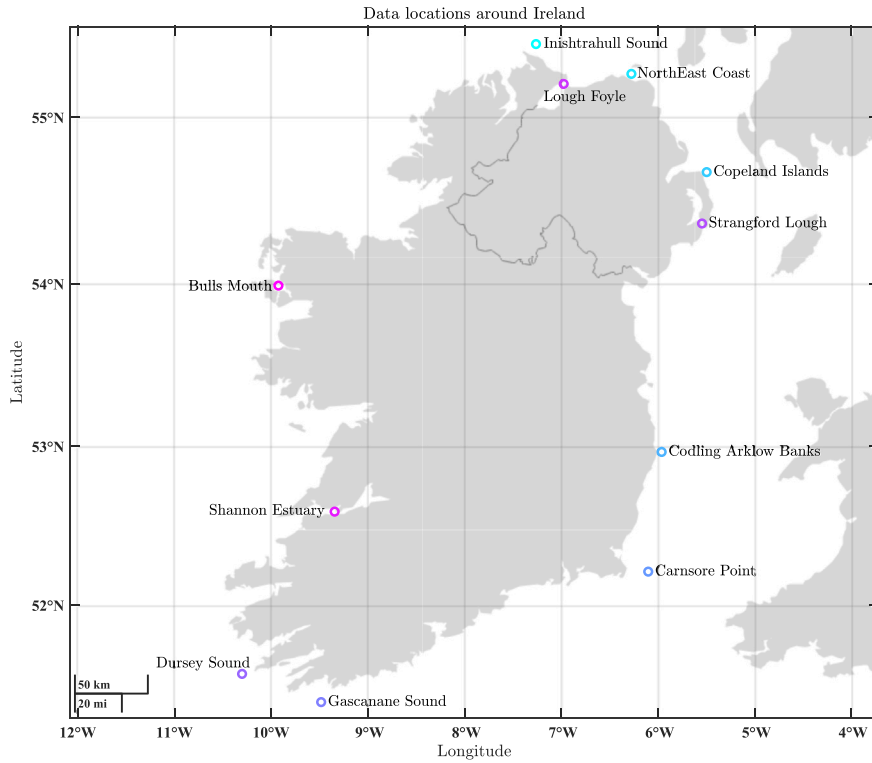 Data locations around Ireland
Inishtrahull Sound
NorthEast Coast
Lough Foyle
55°N
Copeland Islands
Strangford Lough
54°N
Bulls Mouth
Latitude
53°N
Codling Arklow Banks
Shannon Estuary
Carnsore Point
52°N
Dursey Sound
50 km
20 mi
Gascanane Sound
12°W 11°W 10°W 9°W 8°W 7°W 6°W 5°W 4°W
Longitude